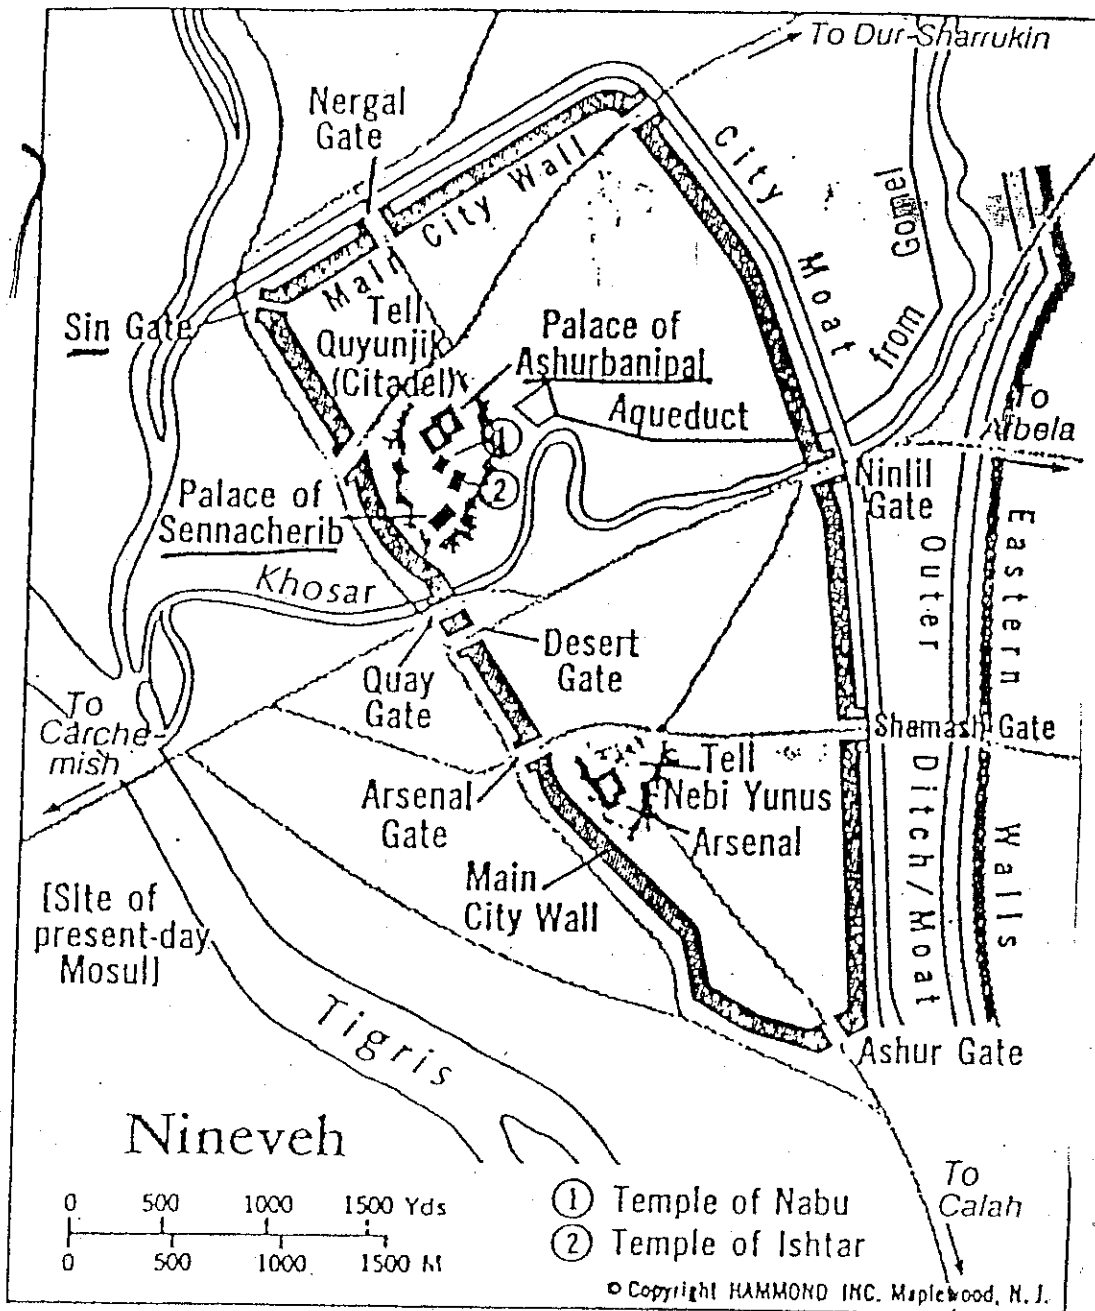 To Dur-Sharrukin
Nergal
Gate
Main City Wall
City Moat
from Gomel
Sin Gate
Tell
Quyunjik
(Citadel)
Palace of
Ashurbanipal
Aqueduct
1
2
To
Arbela
Ninlil
Gate
Palace of
Sennacherib
Khosar
Desert
Gate
Quay
Gate
Outer Ditch/Moat
Eastern Walls
To
Carche-
mish
Shamash Gate
Arsenal
Gate
Tell
Nebi Yunus
Arsenal
Main
City Wall
[Site of
present-day
Mosul]
Tigris
Ashur Gate
Nineveh
0 500 1000 1500 Yds
0 500 1000 1500 M
1 Temple of Nabu
2 Temple of Ishtar
To
Calah
© Copyright HAMMOND INC. Maplewood, N. J.